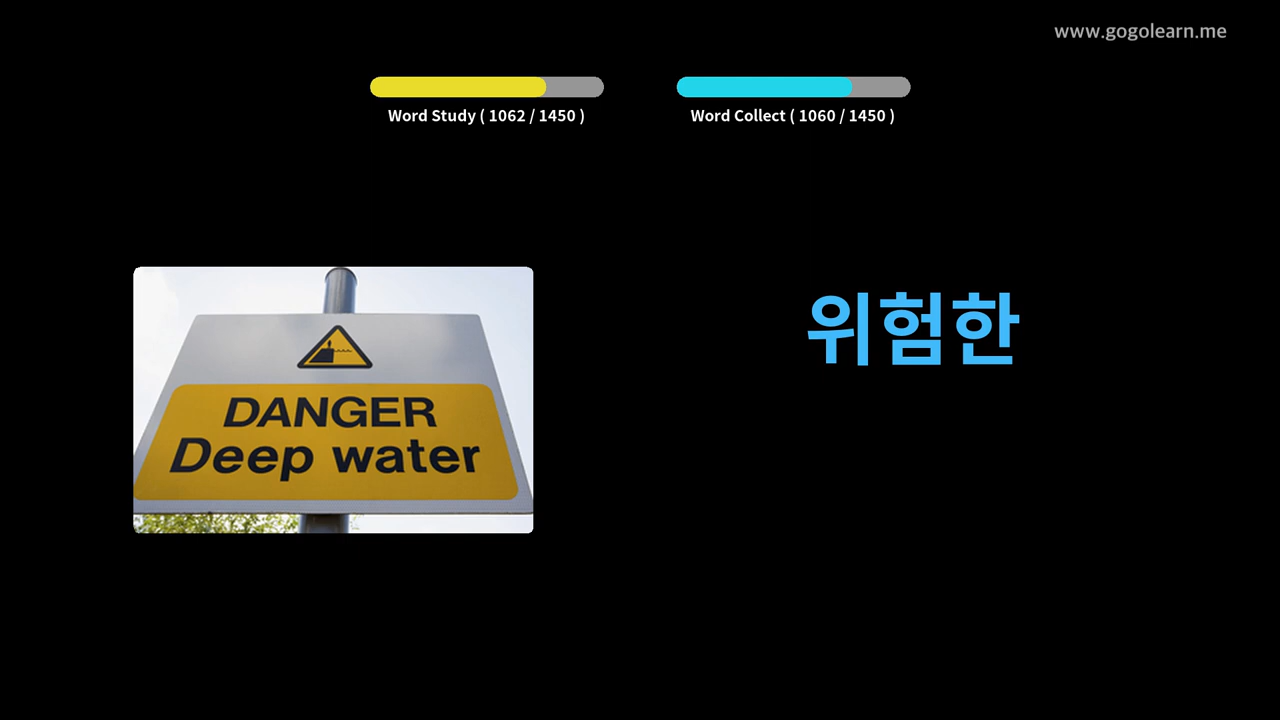 www.gogolearn.me
Word Study ( 1062 / 1450 )
Word Collect ( 1060 / 1450 )
위험한
DANGER
Deep water